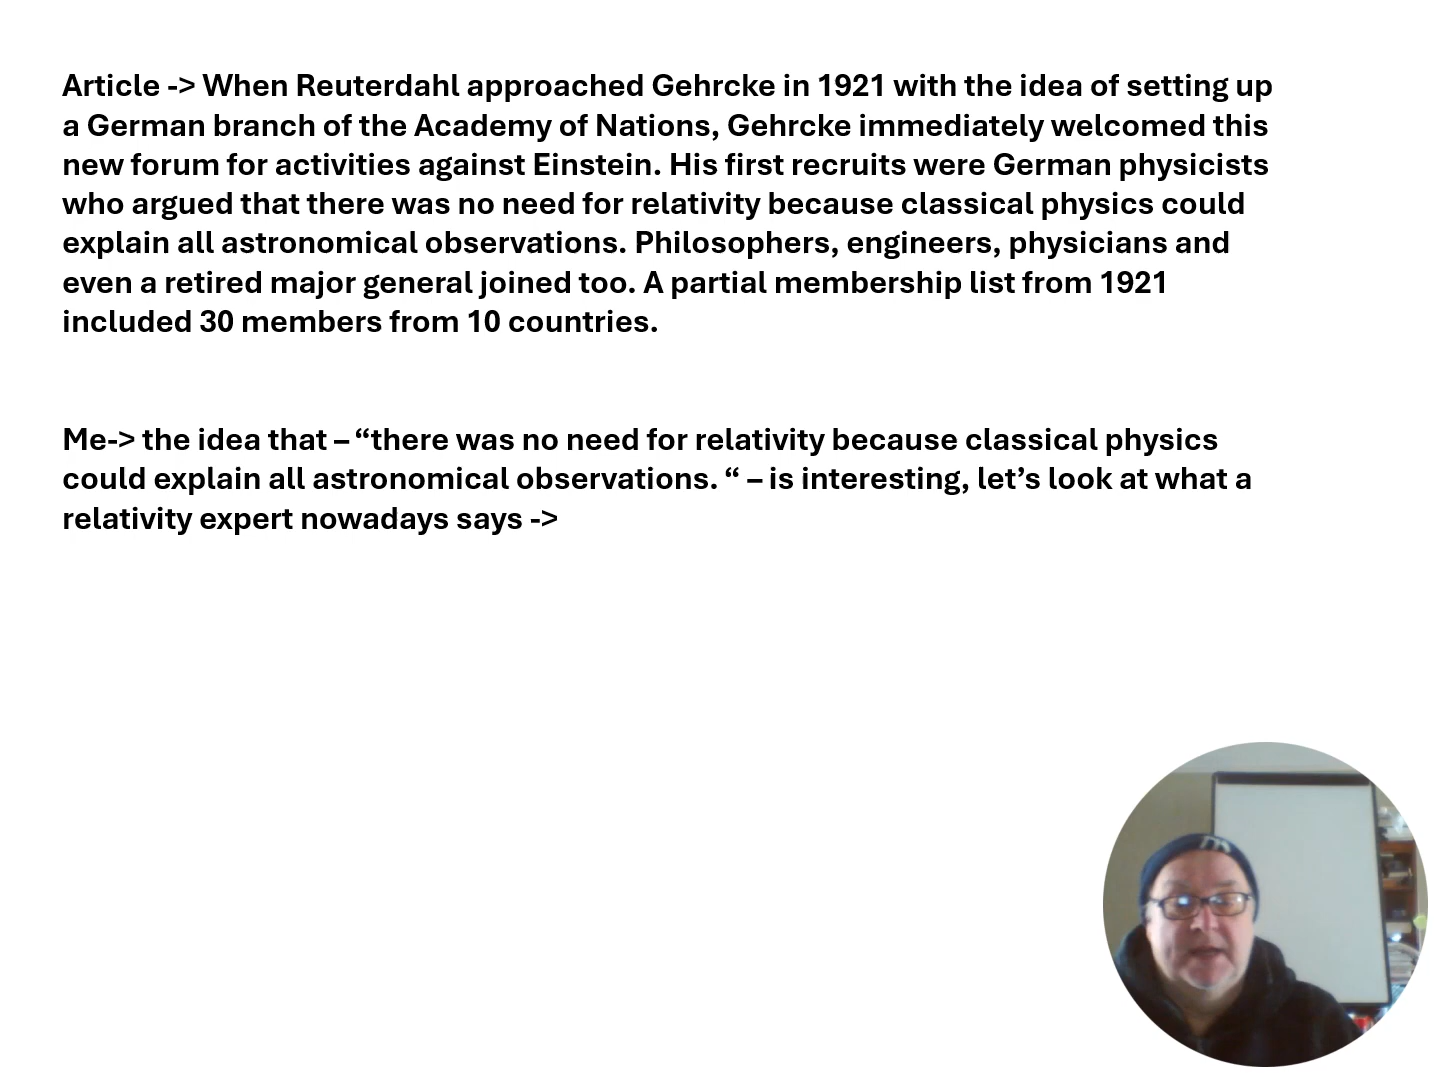 Article -> When Reuterdahl approached Gehrcke in 1921 with the idea of setting up
a German branch of the Academy of Nations, Gehrcke immediately welcomed this
new forum for activities against Einstein. His first recruits were German physicists
who argued that there was no need for relativity because classical physics could
explain all astronomical observations. Philosophers, engineers, physicians and
even a retired major general joined too. A partial membership list from 1921
included 30 members from 10 countries.
Me-> the idea that – “there was no need for relativity because classical physics
could explain all astronomical observations. “ – is interesting, let’s look at what a
relativity expert nowadays says ->